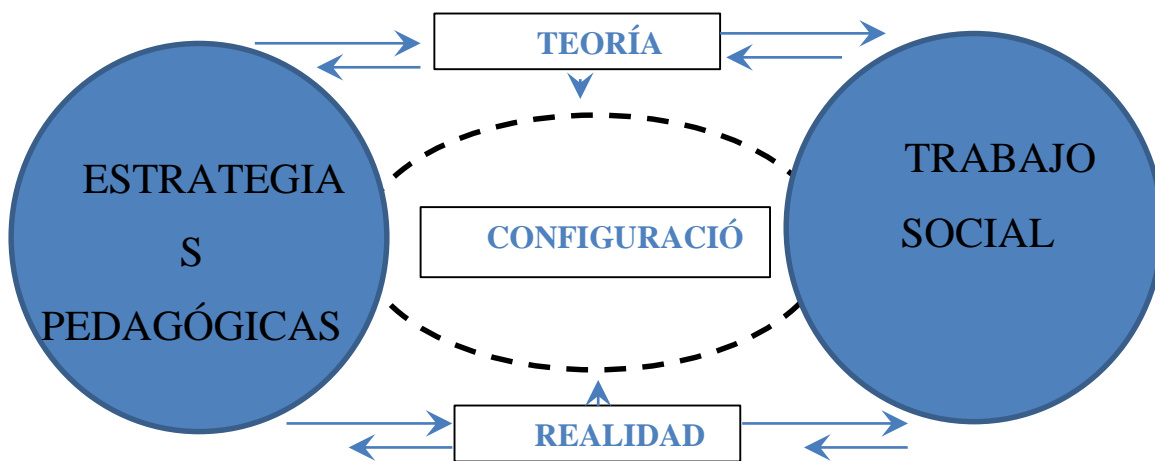 TEORÍA
ESTRATEGIA
S
PEDAGÓGICAS
CONFIGURACIÓ
TRABAJO
SOCIAL
REALIDAD